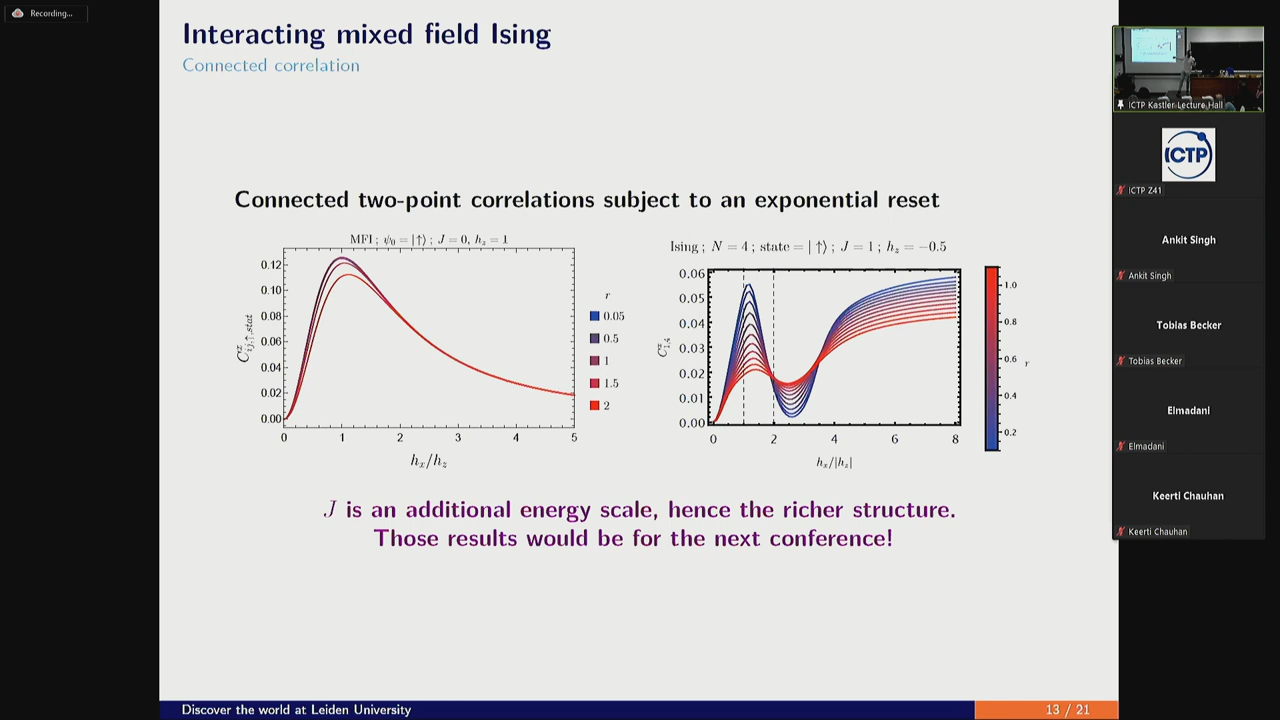 Recording...
Interacting mixed field Ising
Connected correlation
Connected two-point correlations subject to an exponential reset
MFI ; ψ₀ = |↑⟩ ; J = 0, h_z = 1
0.12
0.10
0.08
0.06
0.04
0.02
0.00
0 1 2 3 4 5
h_x/h_z
r
0.05
0.5
1
1.5
2
Ising ; N = 4 ; state = | ↑⟩ ; J = 1 ; h_z = −0.5
0.06
0.05
0.04
0.03
0.02
0.01
0.00
0 2 4 6 8
h_x/|h_z|
1.0
0.8
0.6
0.4
0.2
r
J is an additional energy scale, hence the richer structure.
Those results would be for the next conference!
Discover the world at Leiden University
13 / 21
ICTP Kastler Lecture Hall
ICTP
ICTP Z41
Ankit Singh
Ankit Singh
Tobias Becker
Tobias Becker
Elmadani
Elmadani
Keerti Chauhan
Keerti Chauhan